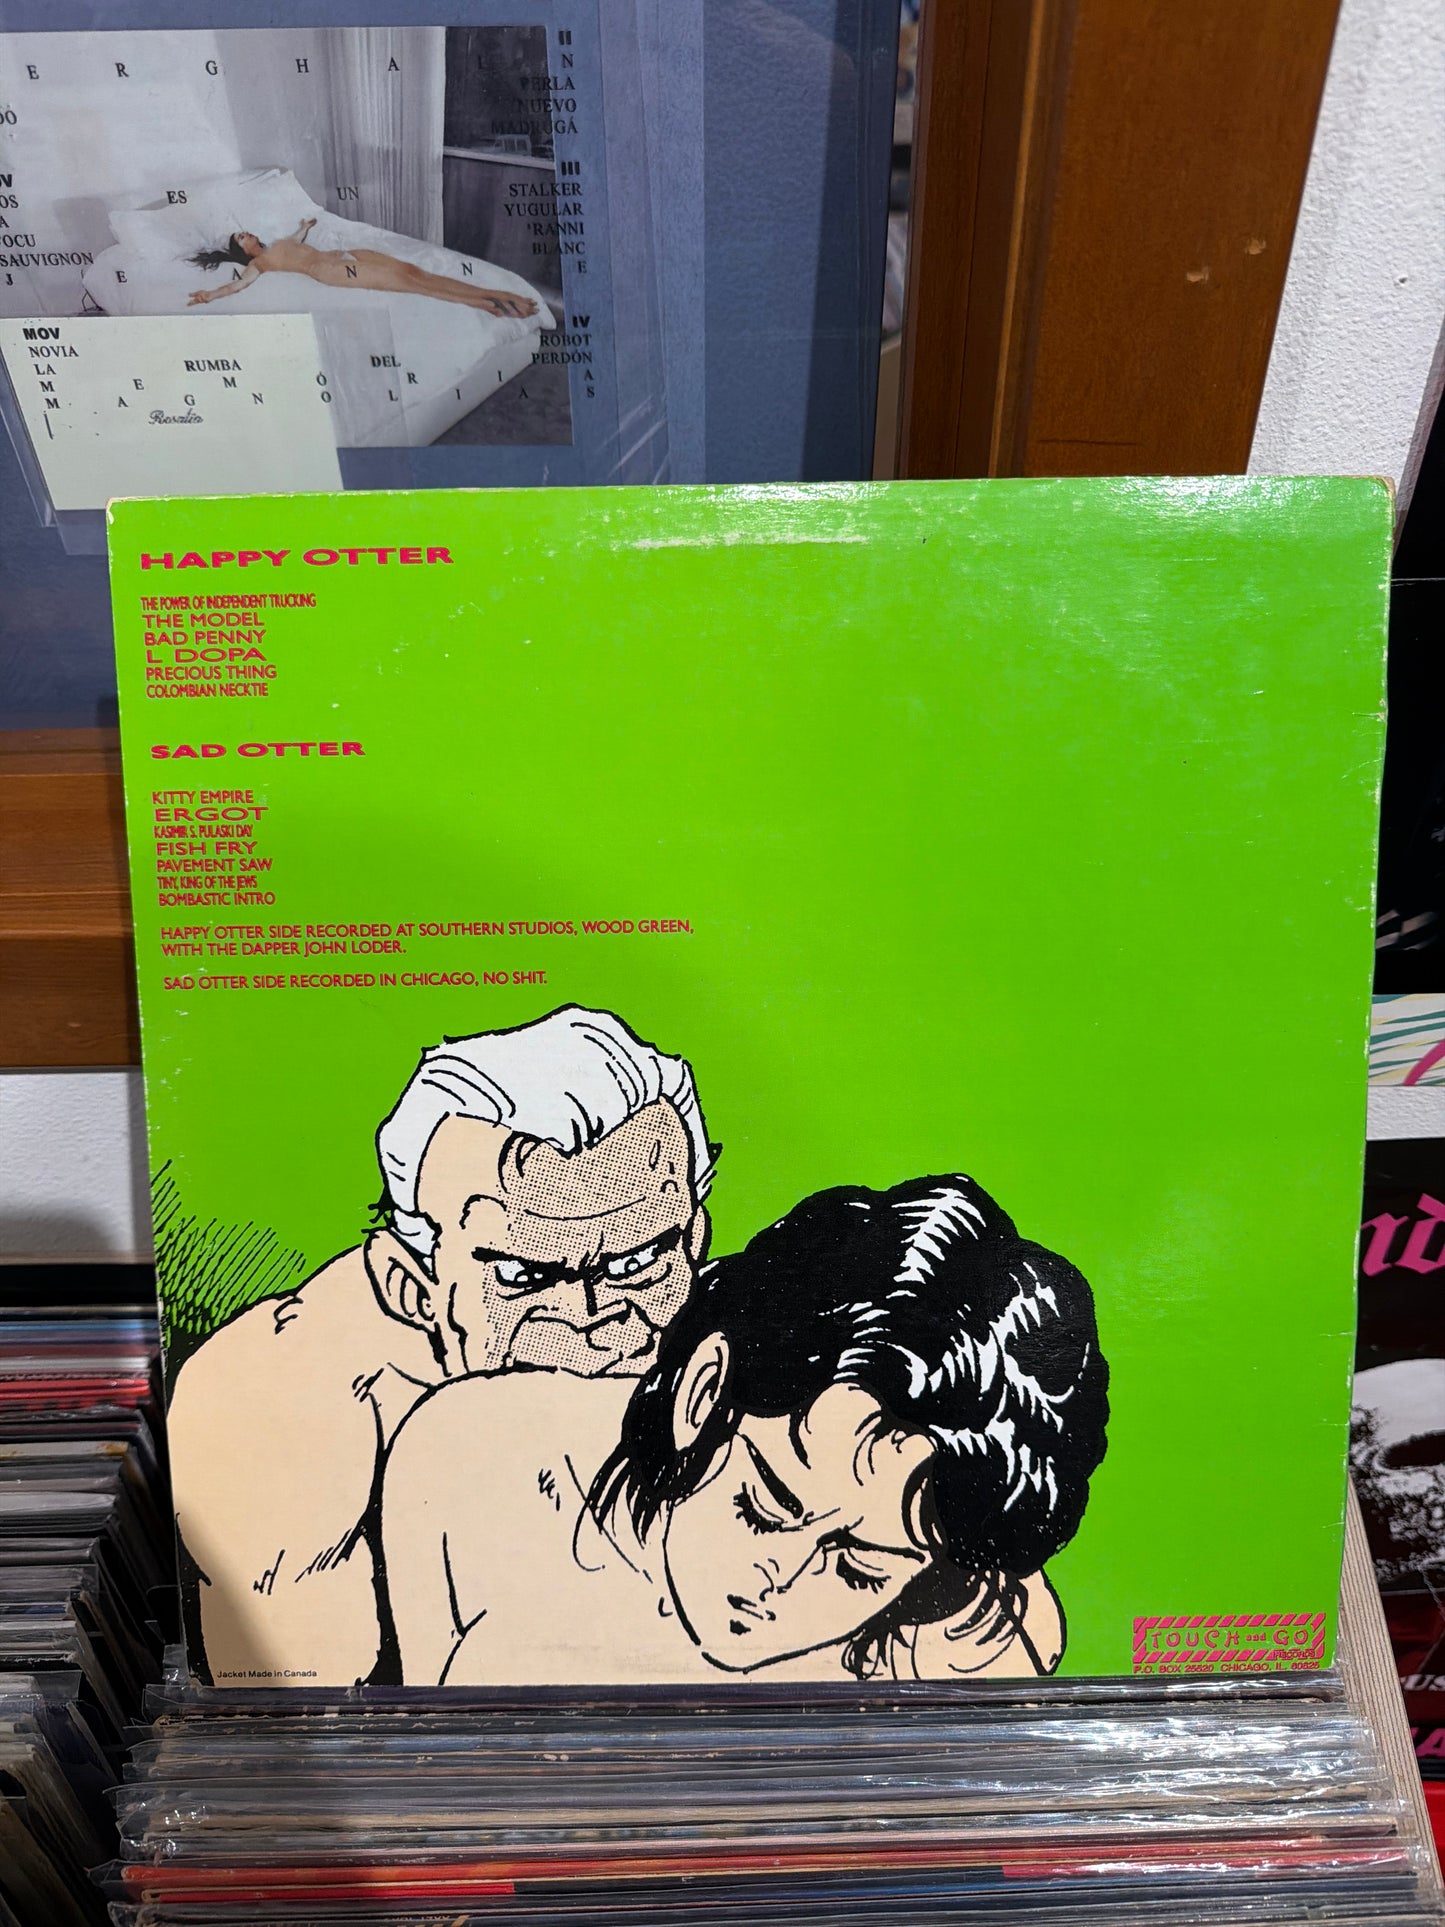 E R G H A L
II
N
PERLA
NUEVO
MADRUGÁ
III
ES UN
STALKER
YUGULAR
'RANNI
BLANC
E
OCU
SAUVIGNON
J E A N N
MOV
NOVIA
LA RUMBA DEL
M E M Ó R I A
M A G N O L I A S
Rosalía
IV
ROBOT
PERDÓN
HAPPY OTTER
THE POWER OF INDEPENDENT TRUCKING
THE MODEL
BAD PENNY
L DOPA
PRECIOUS THING
COLOMBIAN NECKTIE
SAD OTTER
KITTY EMPIRE
ERGOT
KASIMIR S. PULASKI DAY
FISH FRY
PAVEMENT SAW
TINY, KING OF THE JEWS
BOMBASTIC INTRO
HAPPY OTTER SIDE RECORDED AT SOUTHERN STUDIOS, WOOD GREEN,
WITH THE DAPPER JOHN LODER.
SAD OTTER SIDE RECORDED IN CHICAGO, NO SHIT.
Jacket Made in Canada
TOUCH and GO
RECORDS
P.O. BOX 25520 CHICAGO, IL. 60625